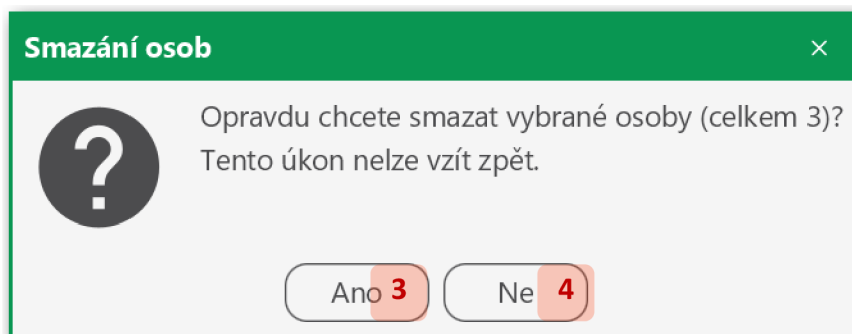 Smazání osob
Opravdu chcete smazat vybrané osoby (celkem 3)?
Tento úkon nelze vzít zpět.
Ano 3 Ne 4